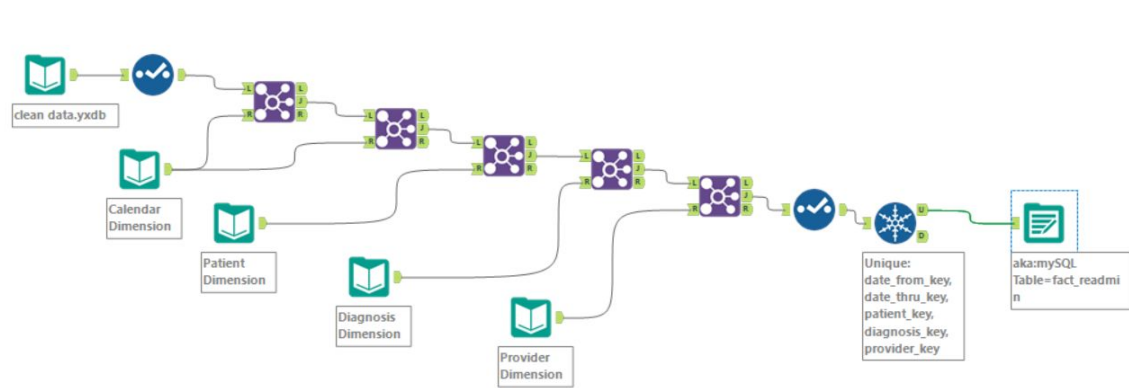 clean data.yxdb
L
R
L
J
R
L
R
L
J
R
L
R
L
J
R
L
R
L
J
R
L
R
L
J
R
U
D
Calendar
Dimension
Patient
Dimension
Diagnosis
Dimension
Provider
Dimension
Unique:
date_from_key,
date_thru_key,
patient_key,
diagnosis_key,
provider_key
aka:mySQL
Table=fact_readmi
n